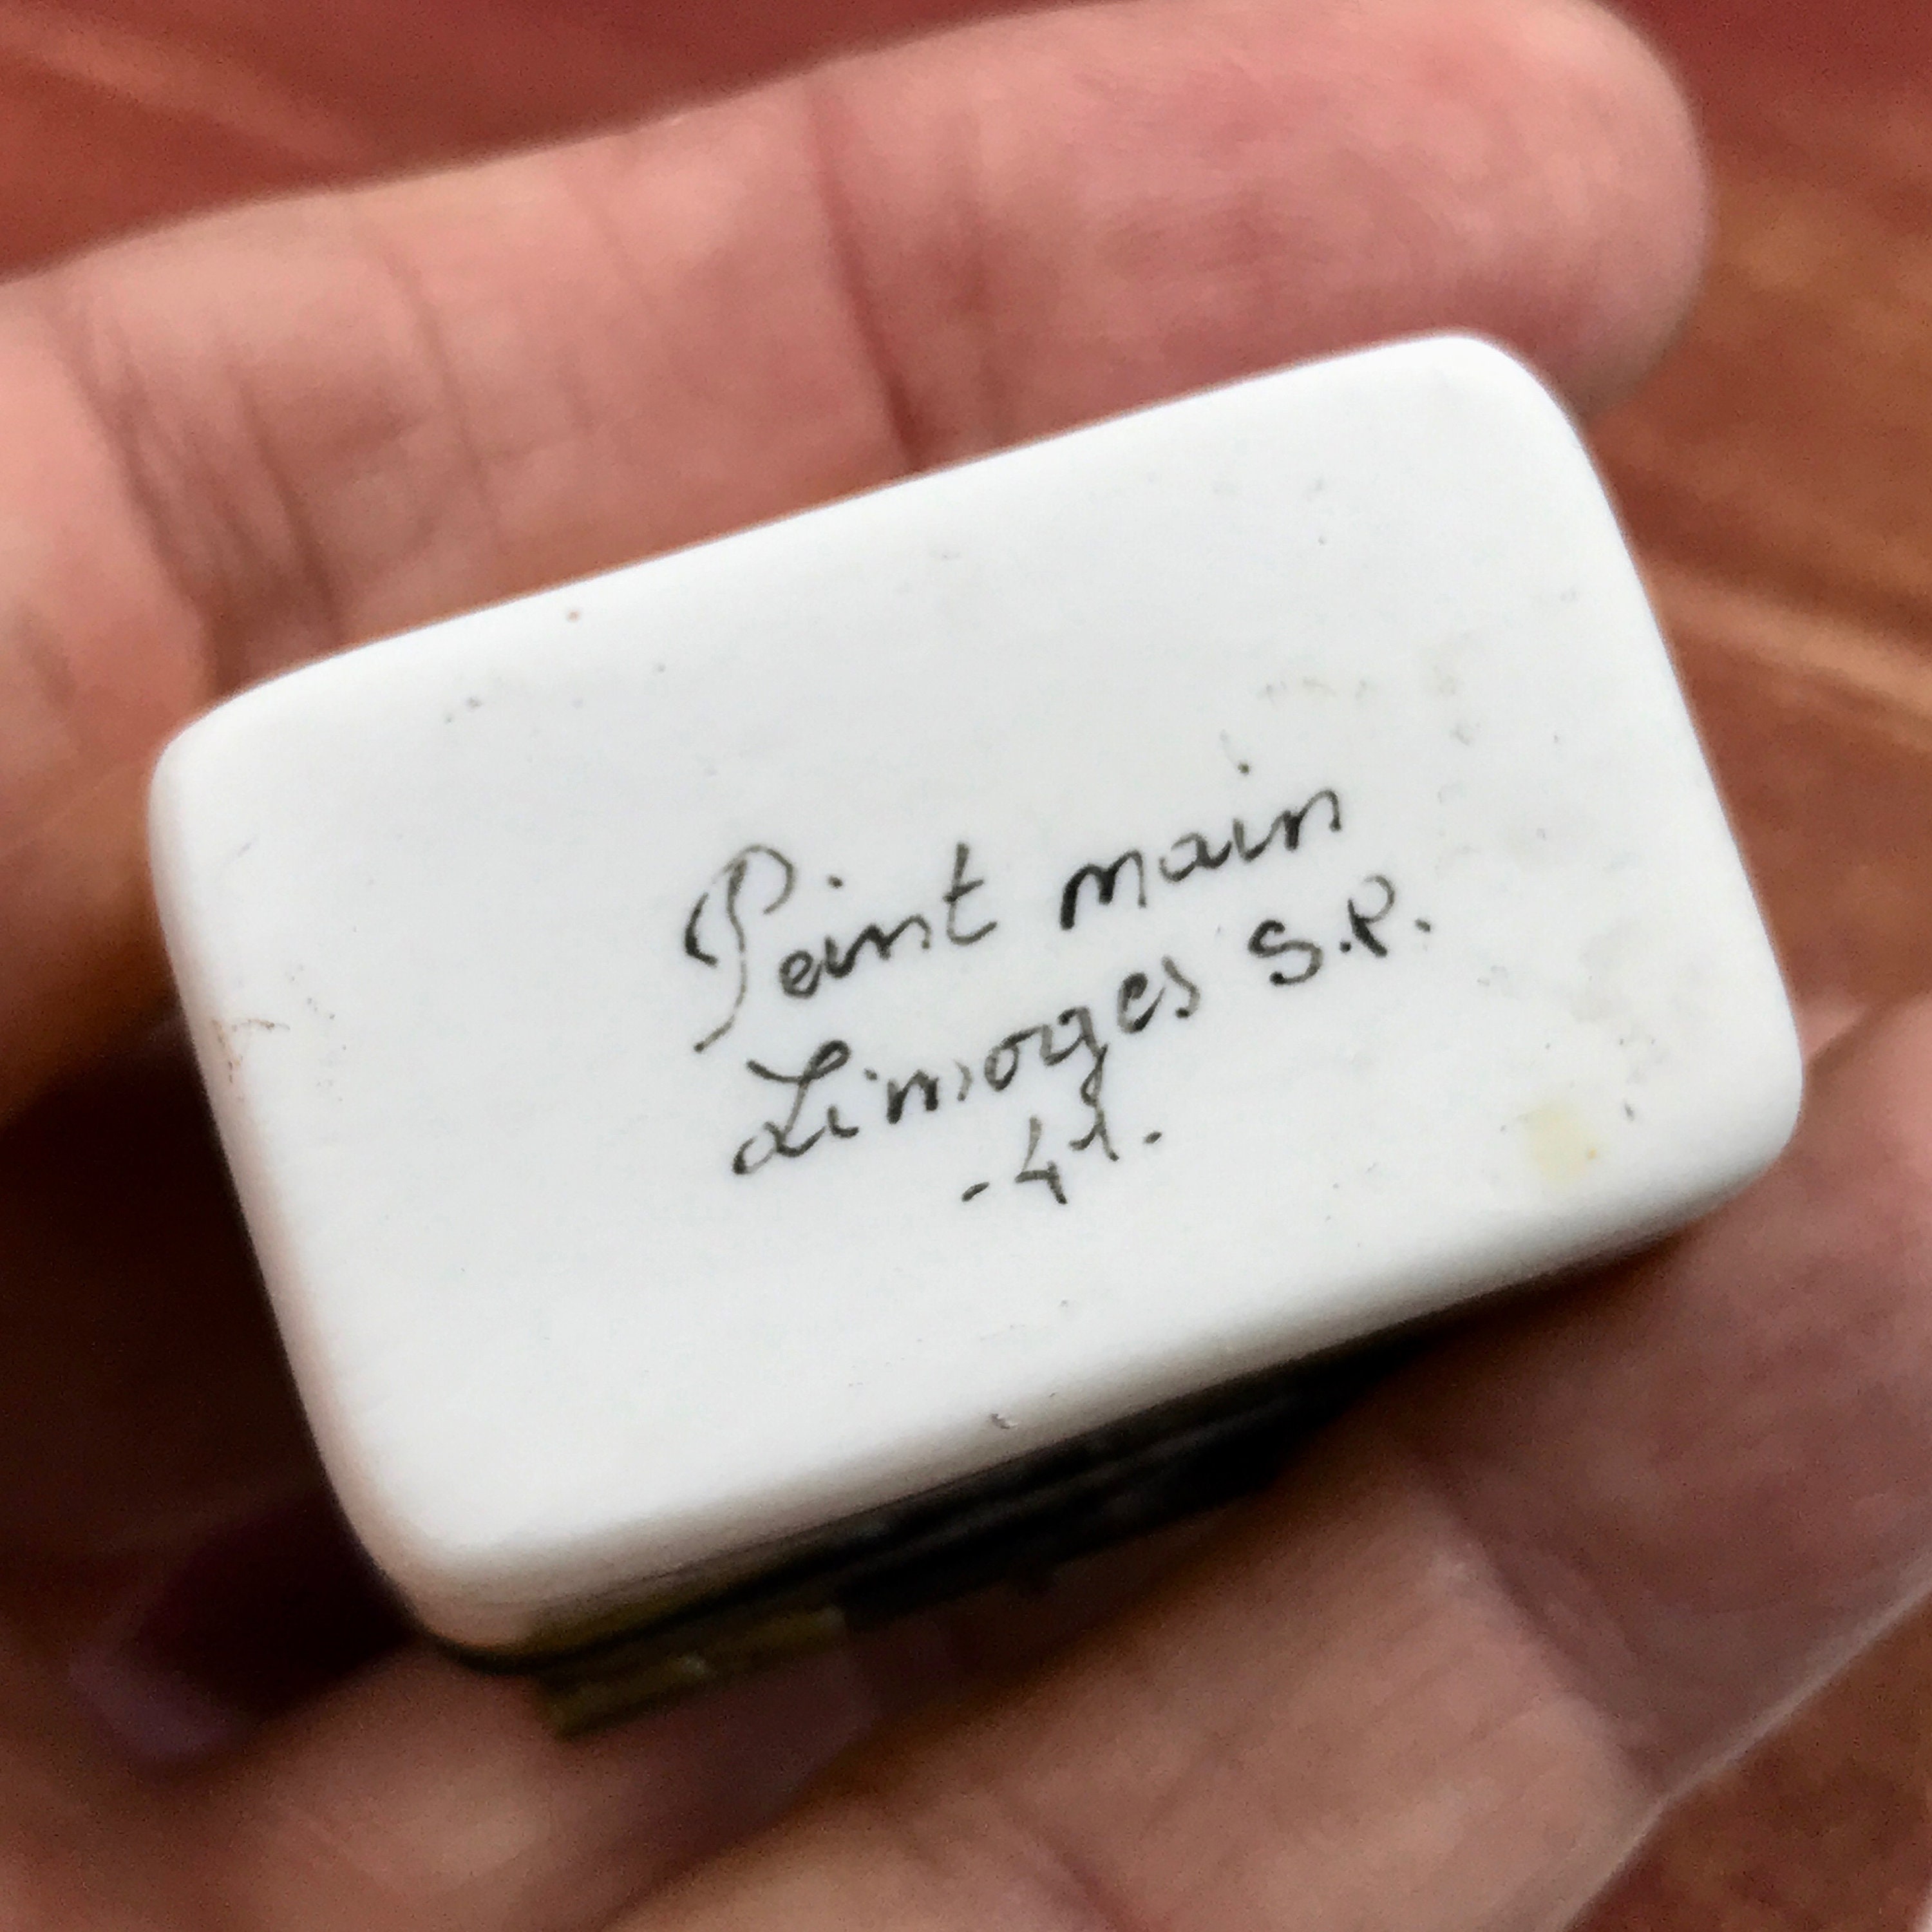 Peint main
Limoges S.P.
- 41 -